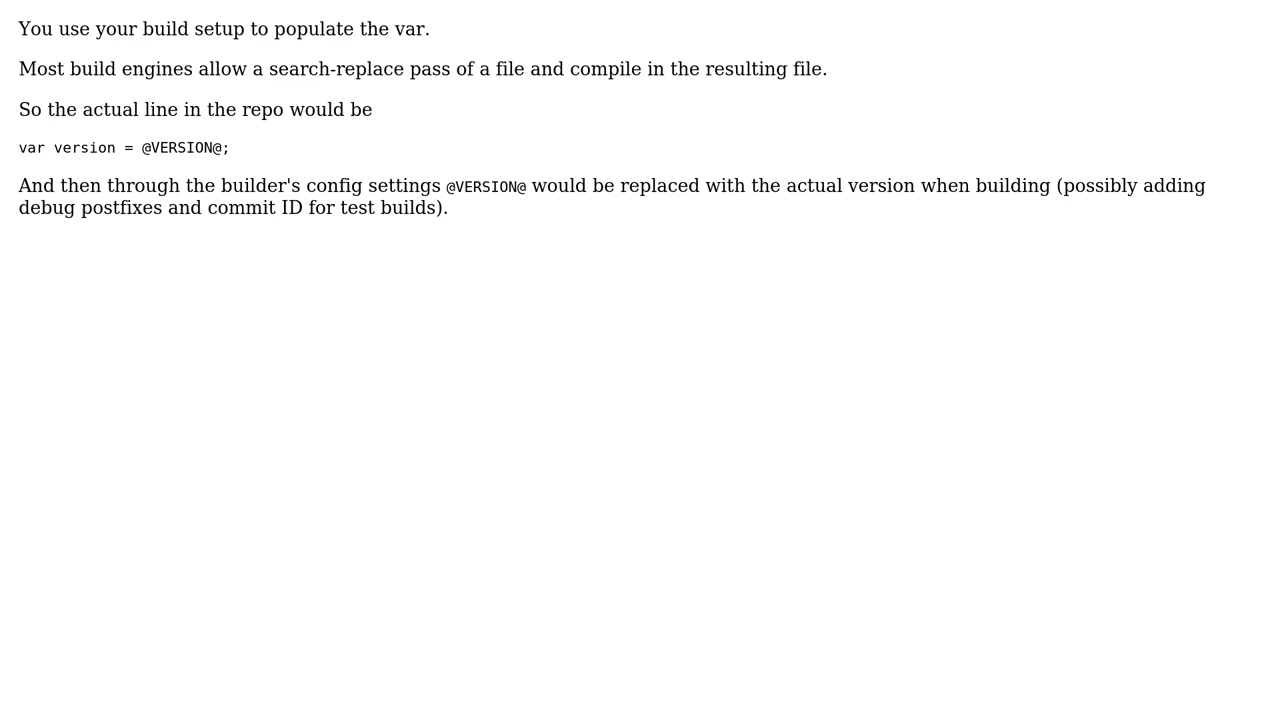 You use your build setup to populate the var.
Most build engines allow a search-replace pass of a file and compile in the resulting file.
So the actual line in the repo would be
var version = @VERSION@;
And then through the builder's config settings @VERSION@ would be replaced with the actual version when building (possibly adding
debug postfixes and commit ID for test builds).